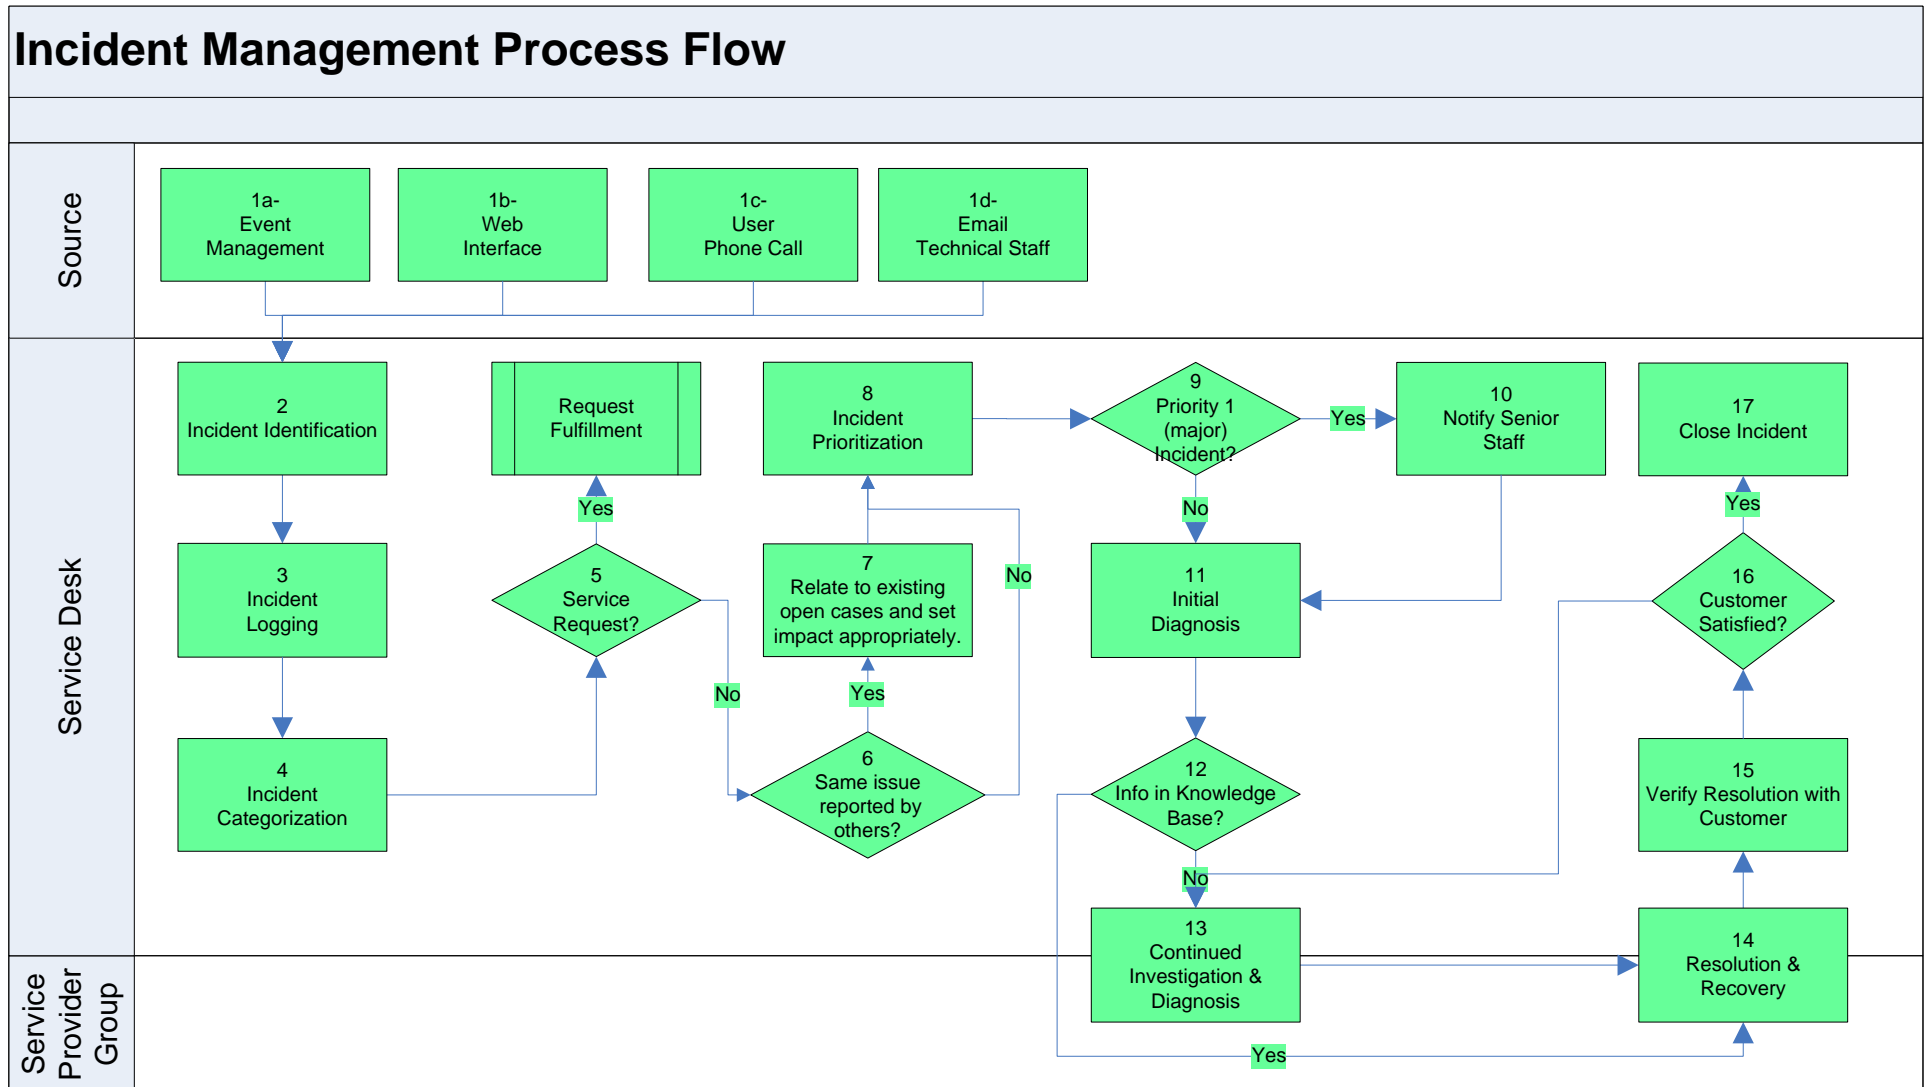 Incident Management Process Flow
Source
1a-
Event
Management
1b-
Web
Interface
1c-
User
Phone Call
1d-
Email
Technical Staff
Service Desk
2
Incident Identification
3
Incident
Logging
4
Incident
Categorization
Request
Fulfillment
Yes
5
Service
Request?
No
8
Incident
Prioritization
7
Relate to existing
open cases and set
impact appropriately.
No
Yes
6
Same issue
reported by
others?
9
Priority 1
(major)
Incident?
Yes
10
Notify Senior
Staff
No
11
Initial
Diagnosis
12
Info in Knowledge
Base?
No
17
Close Incident
Yes
16
Customer
Satisfied?
15
Verify Resolution with
Customer
13
Continued
Investigation &
Diagnosis
14
Resolution &
Recovery
Yes
Service
Provider
Group